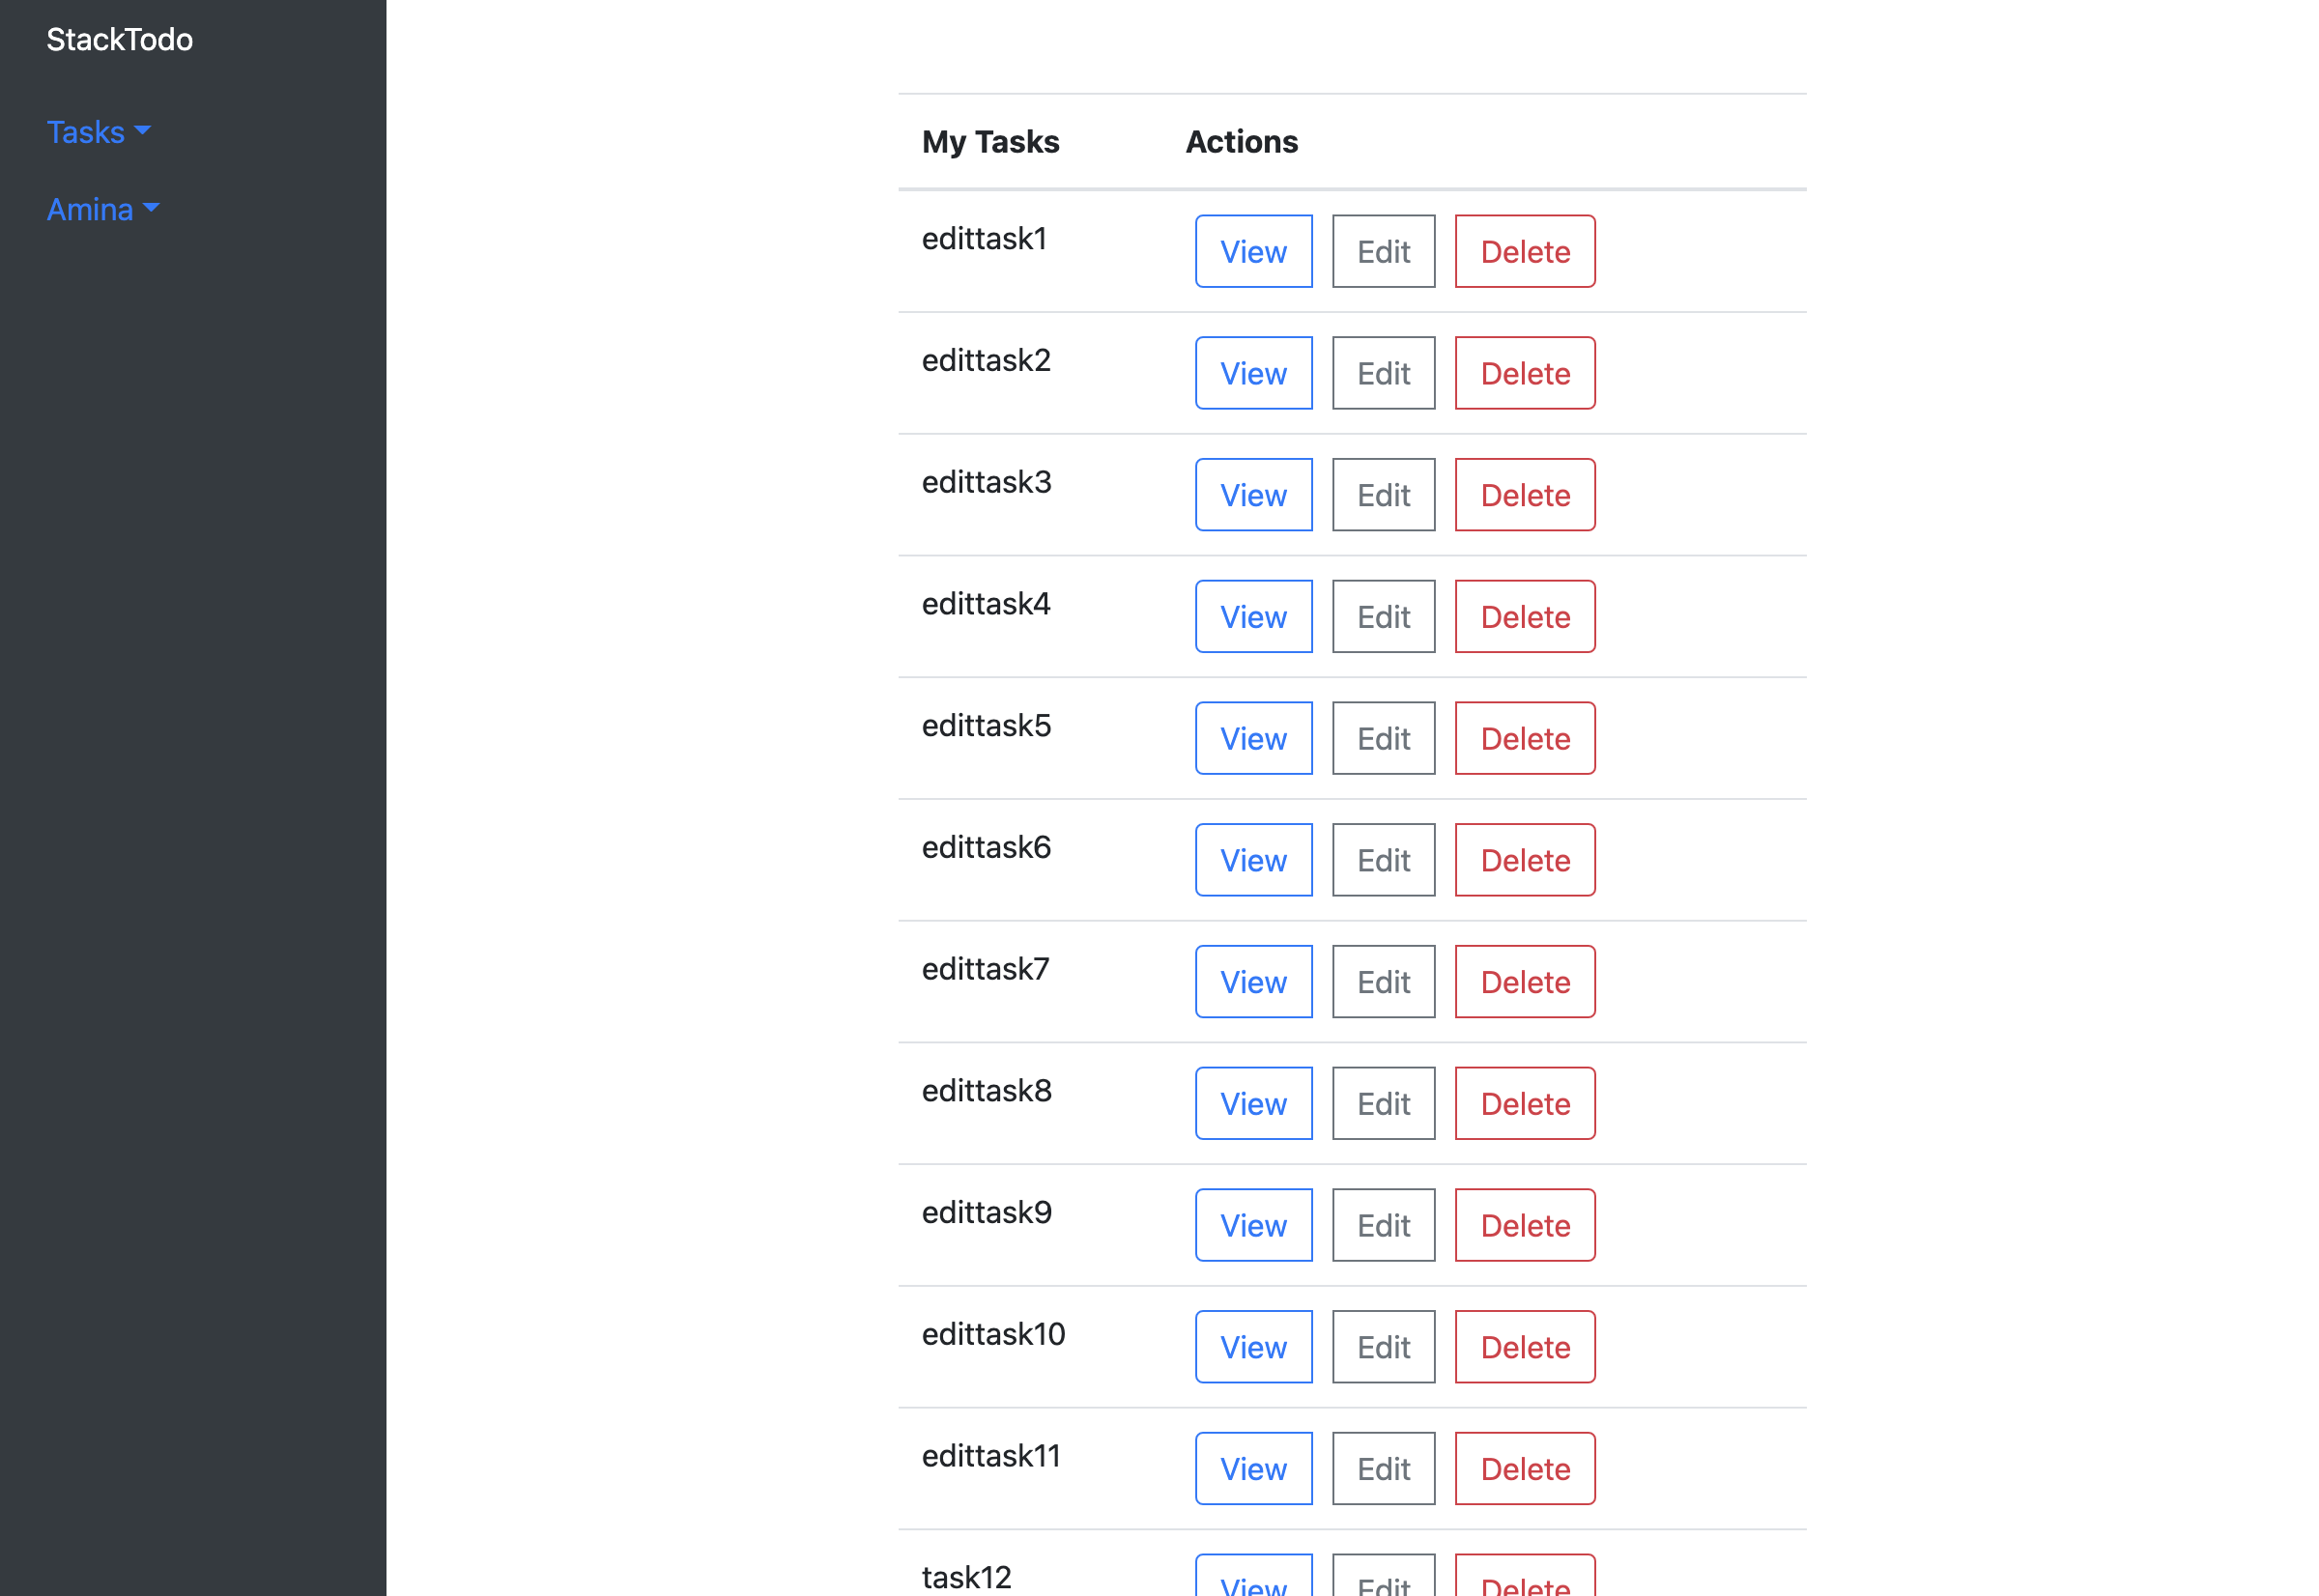 StackTodo
Tasks
Amina
My Tasks Actions
edittask1 View Edit Delete
edittask2 View Edit Delete
edittask3 View Edit Delete
edittask4 View Edit Delete
edittask5 View Edit Delete
edittask6 View Edit Delete
edittask7 View Edit Delete
edittask8 View Edit Delete
edittask9 View Edit Delete
edittask10 View Edit Delete
edittask11 View Edit Delete
task12 View Edit Delete